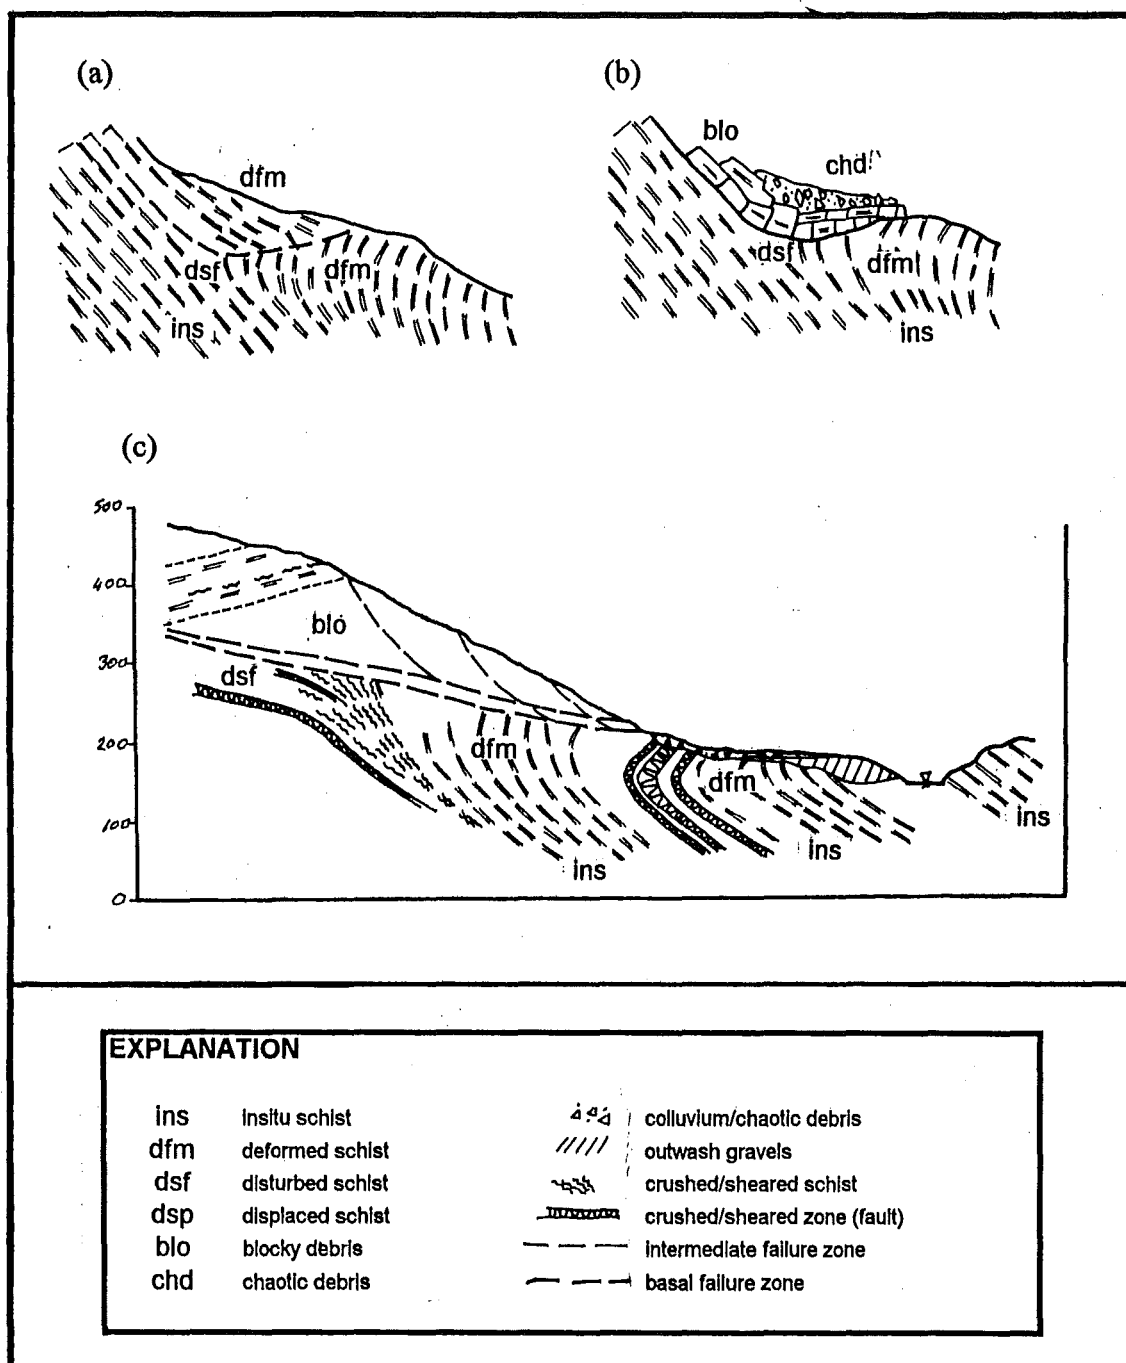 (a)
(b)
dfm
dsf
dfm
ins
blo
chd
dsf
dfm
ins
(c)
500
400
300
200
100
0
blo
dsf
dfm
dfm
ins
ins
ins
EXPLANATION
ins insitu schist
dfm deformed schist
dsf disturbed schist
dsp displaced schist
blo blocky debris
chd chaotic debris
colluvium/chaotic debris
outwash gravels
crushed/sheared schist
crushed/sheared zone (fault)
intermediate failure zone
basal failure zone